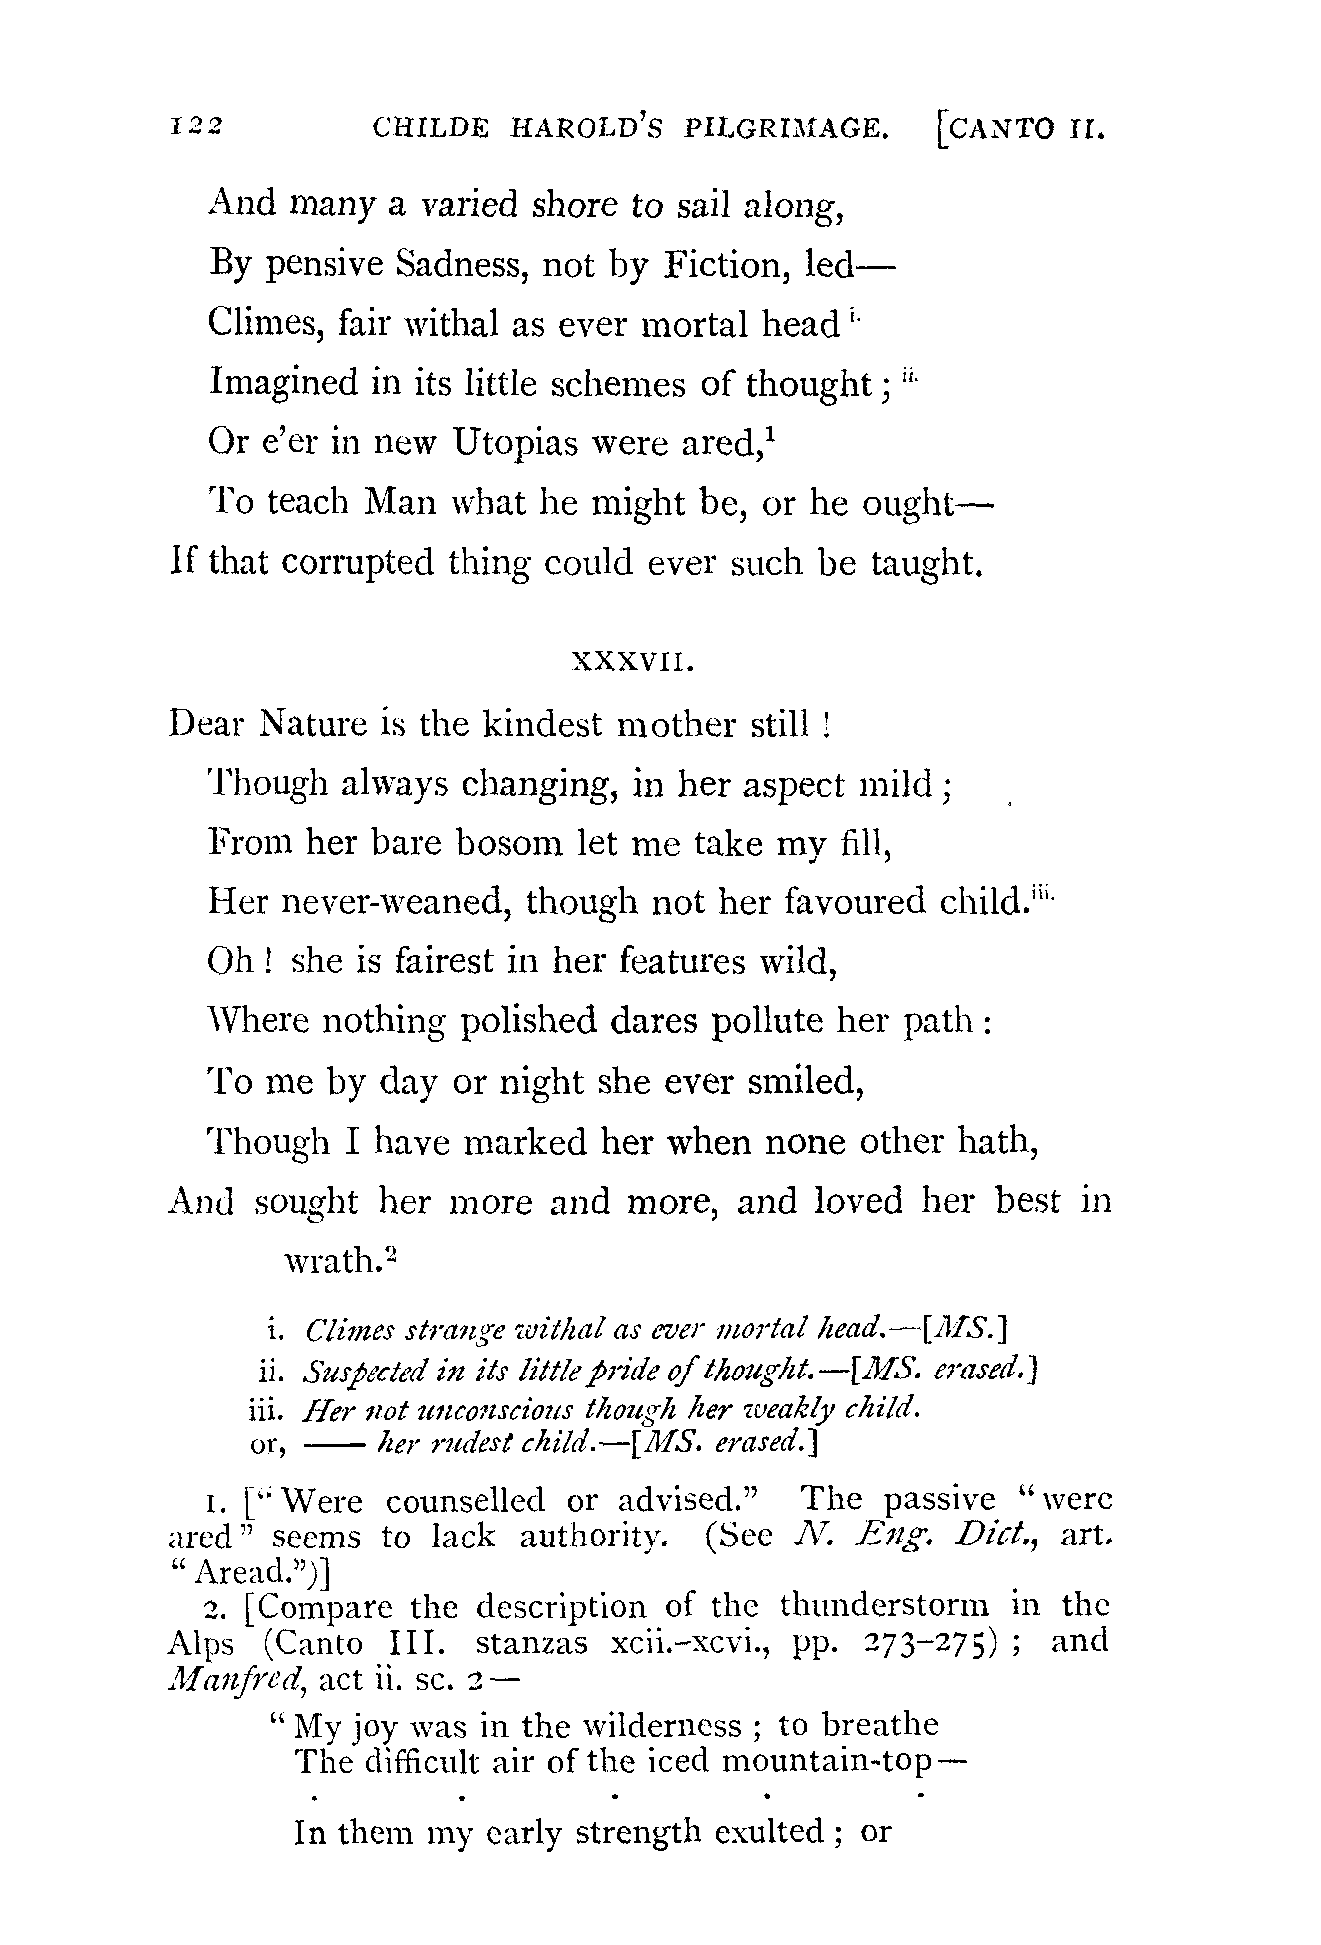 122 CHILDE HAROLD'S PILGRIMAGE. [CANTO II.
And many a varied shore to sail along,
By pensive Sadness, not by Fiction, led—
Climes, fair withal as ever mortal head i.
Imagined in its little schemes of thought ; ii.
Or e'er in new Utopias were ared,¹
To teach Man what he might be, or he ought—
If that corrupted thing could ever such be taught.
XXXVII.
Dear Nature is the kindest mother still !
Though always changing, in her aspect mild ;
From her bare bosom let me take my fill,
Her never-weaned, though not her favoured child.iii.
Oh ! she is fairest in her features wild,
Where nothing polished dares pollute her path :
To me by day or night she ever smiled,
Though I have marked her when none other hath,
And sought her more and more, and loved her best in
wrath.²
i. Climes strange withal as ever mortal head.—[MS.]
ii. Suspected in its little pride of thought.—[MS. erased.]
iii. Her not unconscious though her weakly child.
or, —— her rudest child.—[MS. erased.]
1. ["Were counselled or advised." The passive "were
ared" seems to lack authority. (See N. Eng. Dict., art.
"Aread.")]
2. [Compare the description of the thunderstorm in the
Alps (Canto III. stanzas xcii.-xcvi., pp. 273-275) ; and
Manfred, act ii. sc. 2—
"My joy was in the wilderness ; to breathe
The difficult air of the iced mountain-top—
. . . . .
In them my early strength exulted ; or